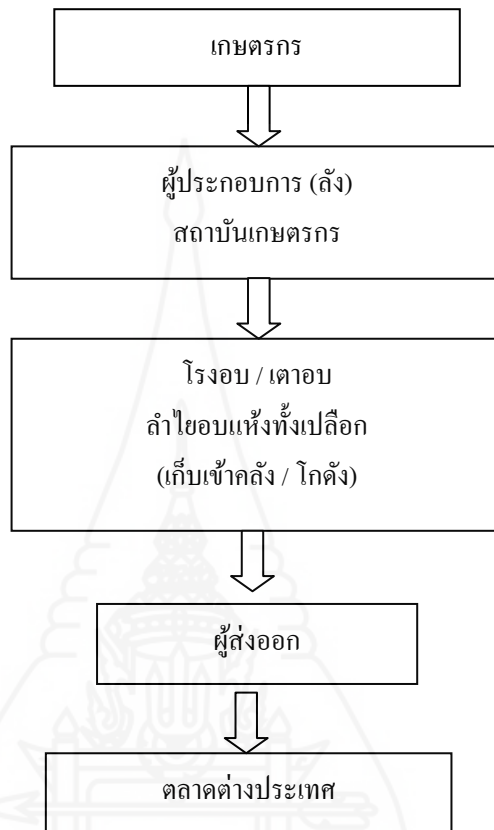 เกษตรกร
ผู้ประกอบการ (ลัง)
สถาบันเกษตรกร
โรงอบ / เตาอบ
ลำไยอบแห้งทั้งเปลือก
(เก็บเข้าคลัง / โกดัง)
ผู้ส่งออก
ตลาดต่างประเทศ